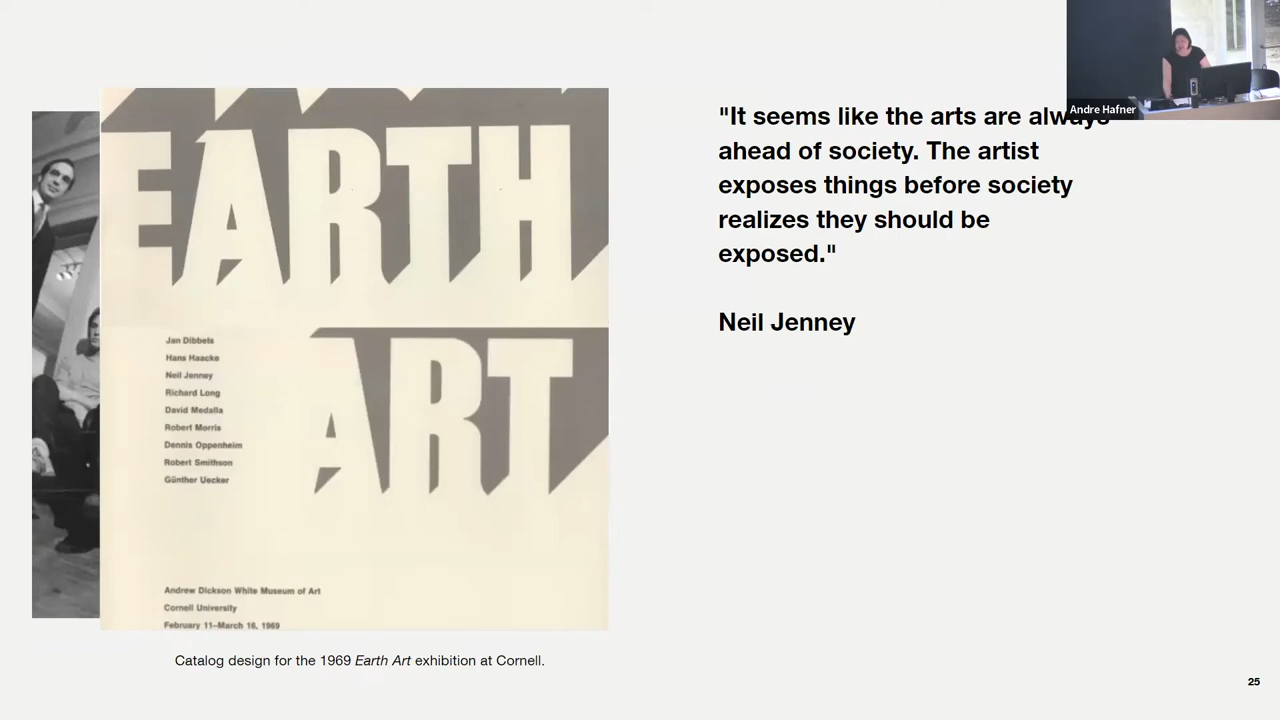 EARTH
ART
Jan Dibbets
Hans Haacke
Neil Jenney
Richard Long
David Medalla
Robert Morris
Dennis Oppenheim
Robert Smithson
Günther Uecker
Andrew Dickson White Museum of Art
Cornell University
February 11–March 16, 1969
Catalog design for the 1969 Earth Art exhibition at Cornell.
"It seems like the arts are always
ahead of society. The artist
exposes things before society
realizes they should be
exposed."
Neil Jenney
Andre Hafner
25